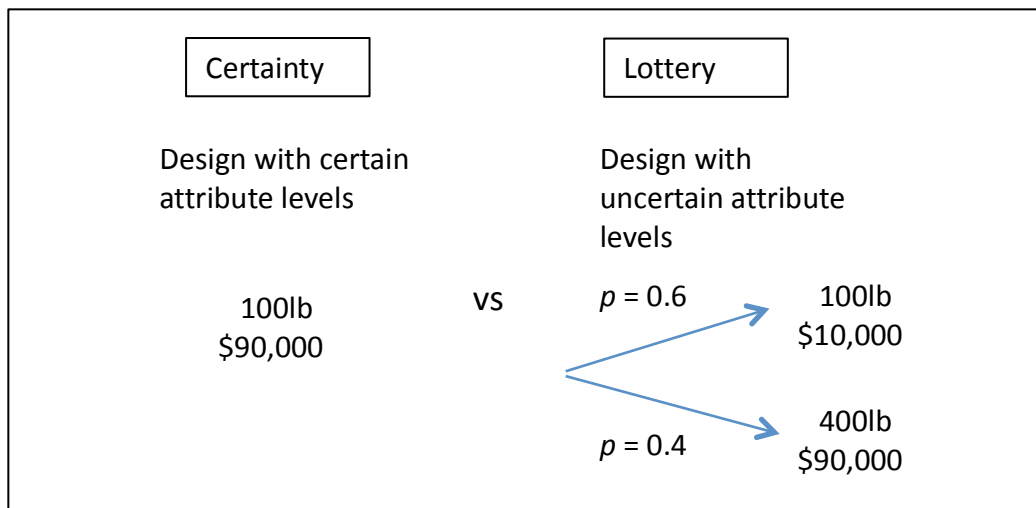 Certainty
Lottery
Design with certain
attribute levels
Design with
uncertain attribute
levels
100lb
$90,000
vs
p = 0.6
100lb
$10,000
p = 0.4
400lb
$90,000